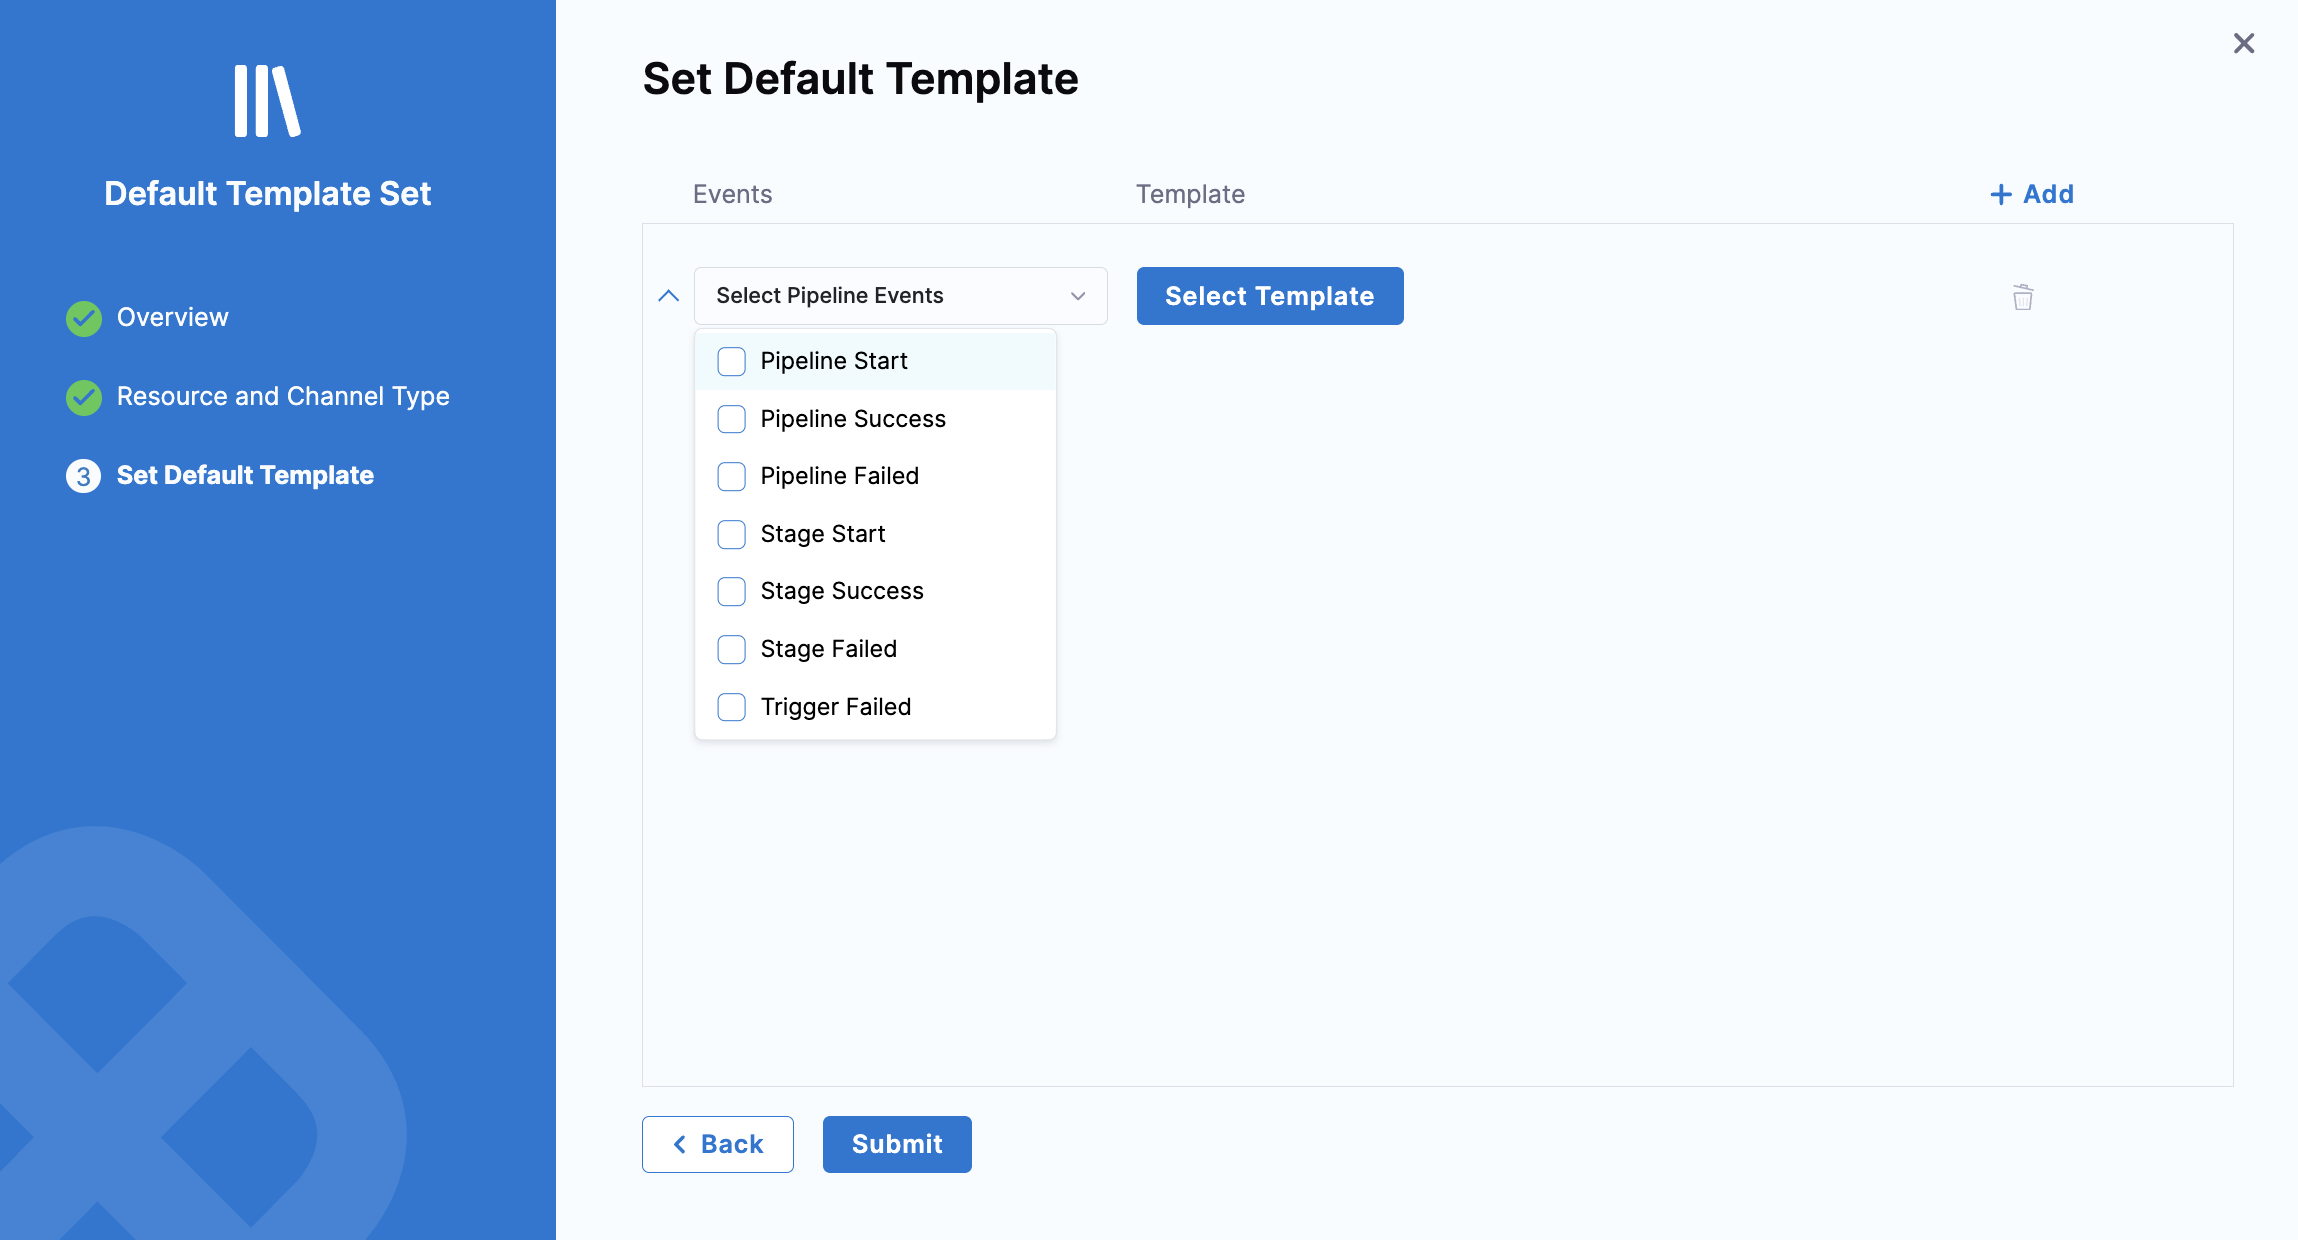 Default Template Set
Overview
Resource and Channel Type
3 Set Default Template
Set Default Template
Events Template + Add
Select Pipeline Events Select Template
Pipeline Start
Pipeline Success
Pipeline Failed
Stage Start
Stage Success
Stage Failed
Trigger Failed
Back Submit